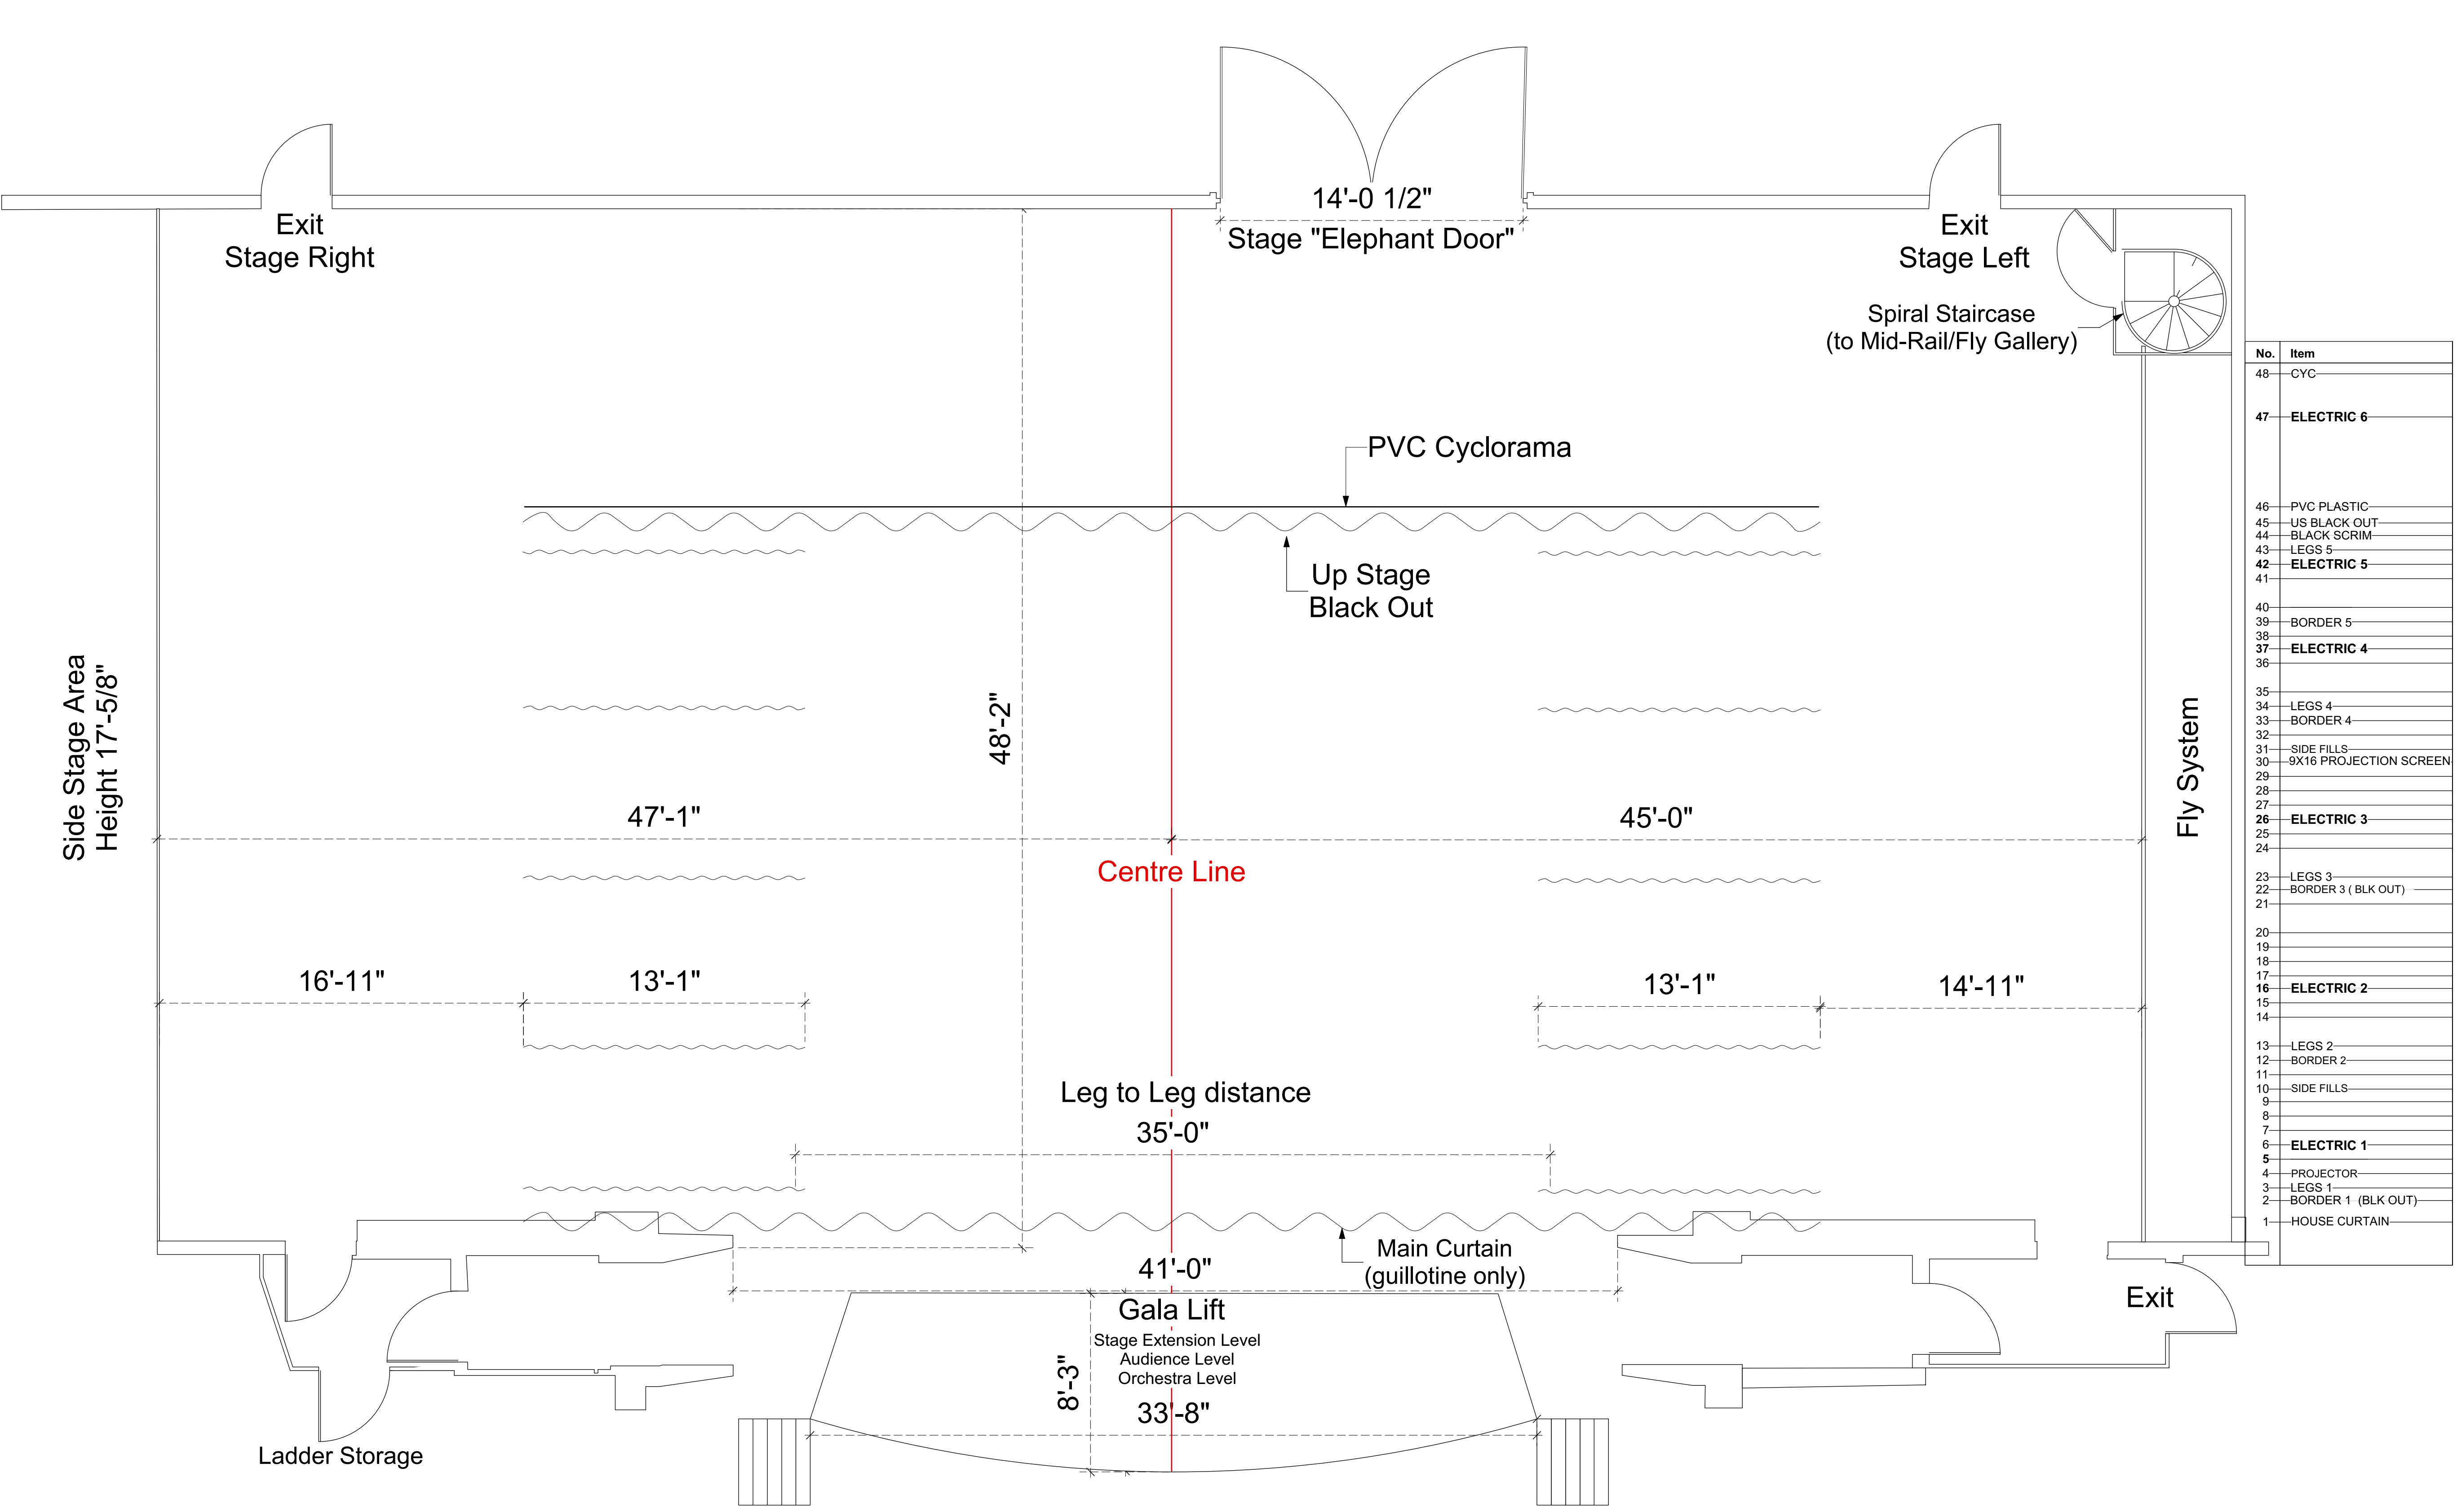 14'-0 1/2"
Stage "Elephant Door"
Exit
Stage Right
Exit
Stage Left
Spiral Staircase
(to Mid-Rail/Fly Gallery)
PVC Cyclorama
Up Stage
Black Out
Side Stage Area
Height 17'-5/8"
48'-2"
Fly System
47'-1"
45'-0"
Centre Line
16'-11"
13'-1"
13'-1"
14'-11"
Leg to Leg distance
35'-0"
Main Curtain
(guillotine only)
41'-0"
Gala Lift
Stage Extension Level
Audience Level
Orchestra Level
8'-3"
33'-8"
Exit
Ladder Storage
No. Item
48 CYC
47 ELECTRIC 6
46 PVC PLASTIC
45 US BLACK OUT
44 BLACK SCRIM
43 LEGS 5
42 ELECTRIC 5
41
40
39 BORDER 5
38
37 ELECTRIC 4
36
35
34 LEGS 4
33 BORDER 4
32
31 SIDE FILLS
30 9X16 PROJECTION SCREEN
29
28
27
26 ELECTRIC 3
25
24
23 LEGS 3
22 BORDER 3 ( BLK OUT)
21
20
19
18
17
16 ELECTRIC 2
15
14
13 LEGS 2
12 BORDER 2
11
10 SIDE FILLS
9
8
7
6 ELECTRIC 1
5
4 PROJECTOR
3 LEGS 1
2 BORDER 1 (BLK OUT)
1 HOUSE CURTAIN